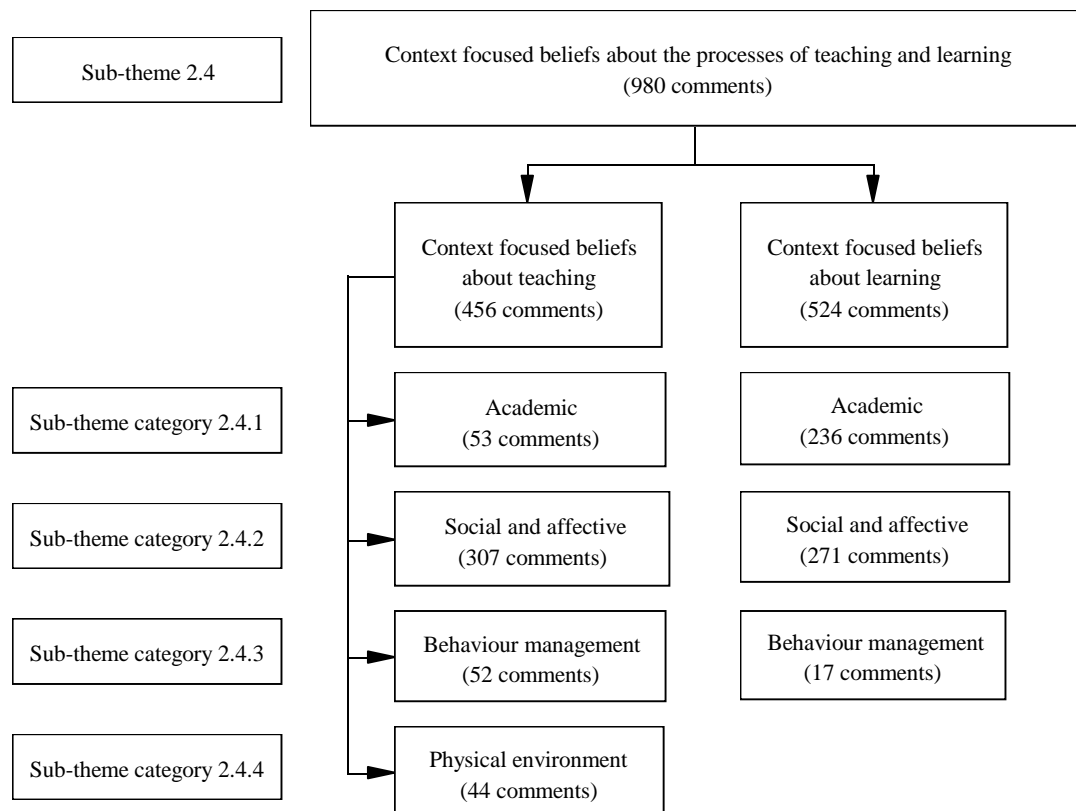 Sub-theme 2.4
Context focused beliefs about the processes of teaching and learning
(980 comments)
Context focused beliefs
about teaching
(456 comments)
Context focused beliefs
about learning
(524 comments)
Sub-theme category 2.4.1
Academic
(53 comments)
Academic
(236 comments)
Sub-theme category 2.4.2
Social and affective
(307 comments)
Social and affective
(271 comments)
Sub-theme category 2.4.3
Behaviour management
(52 comments)
Behaviour management
(17 comments)
Sub-theme category 2.4.4
Physical environment
(44 comments)